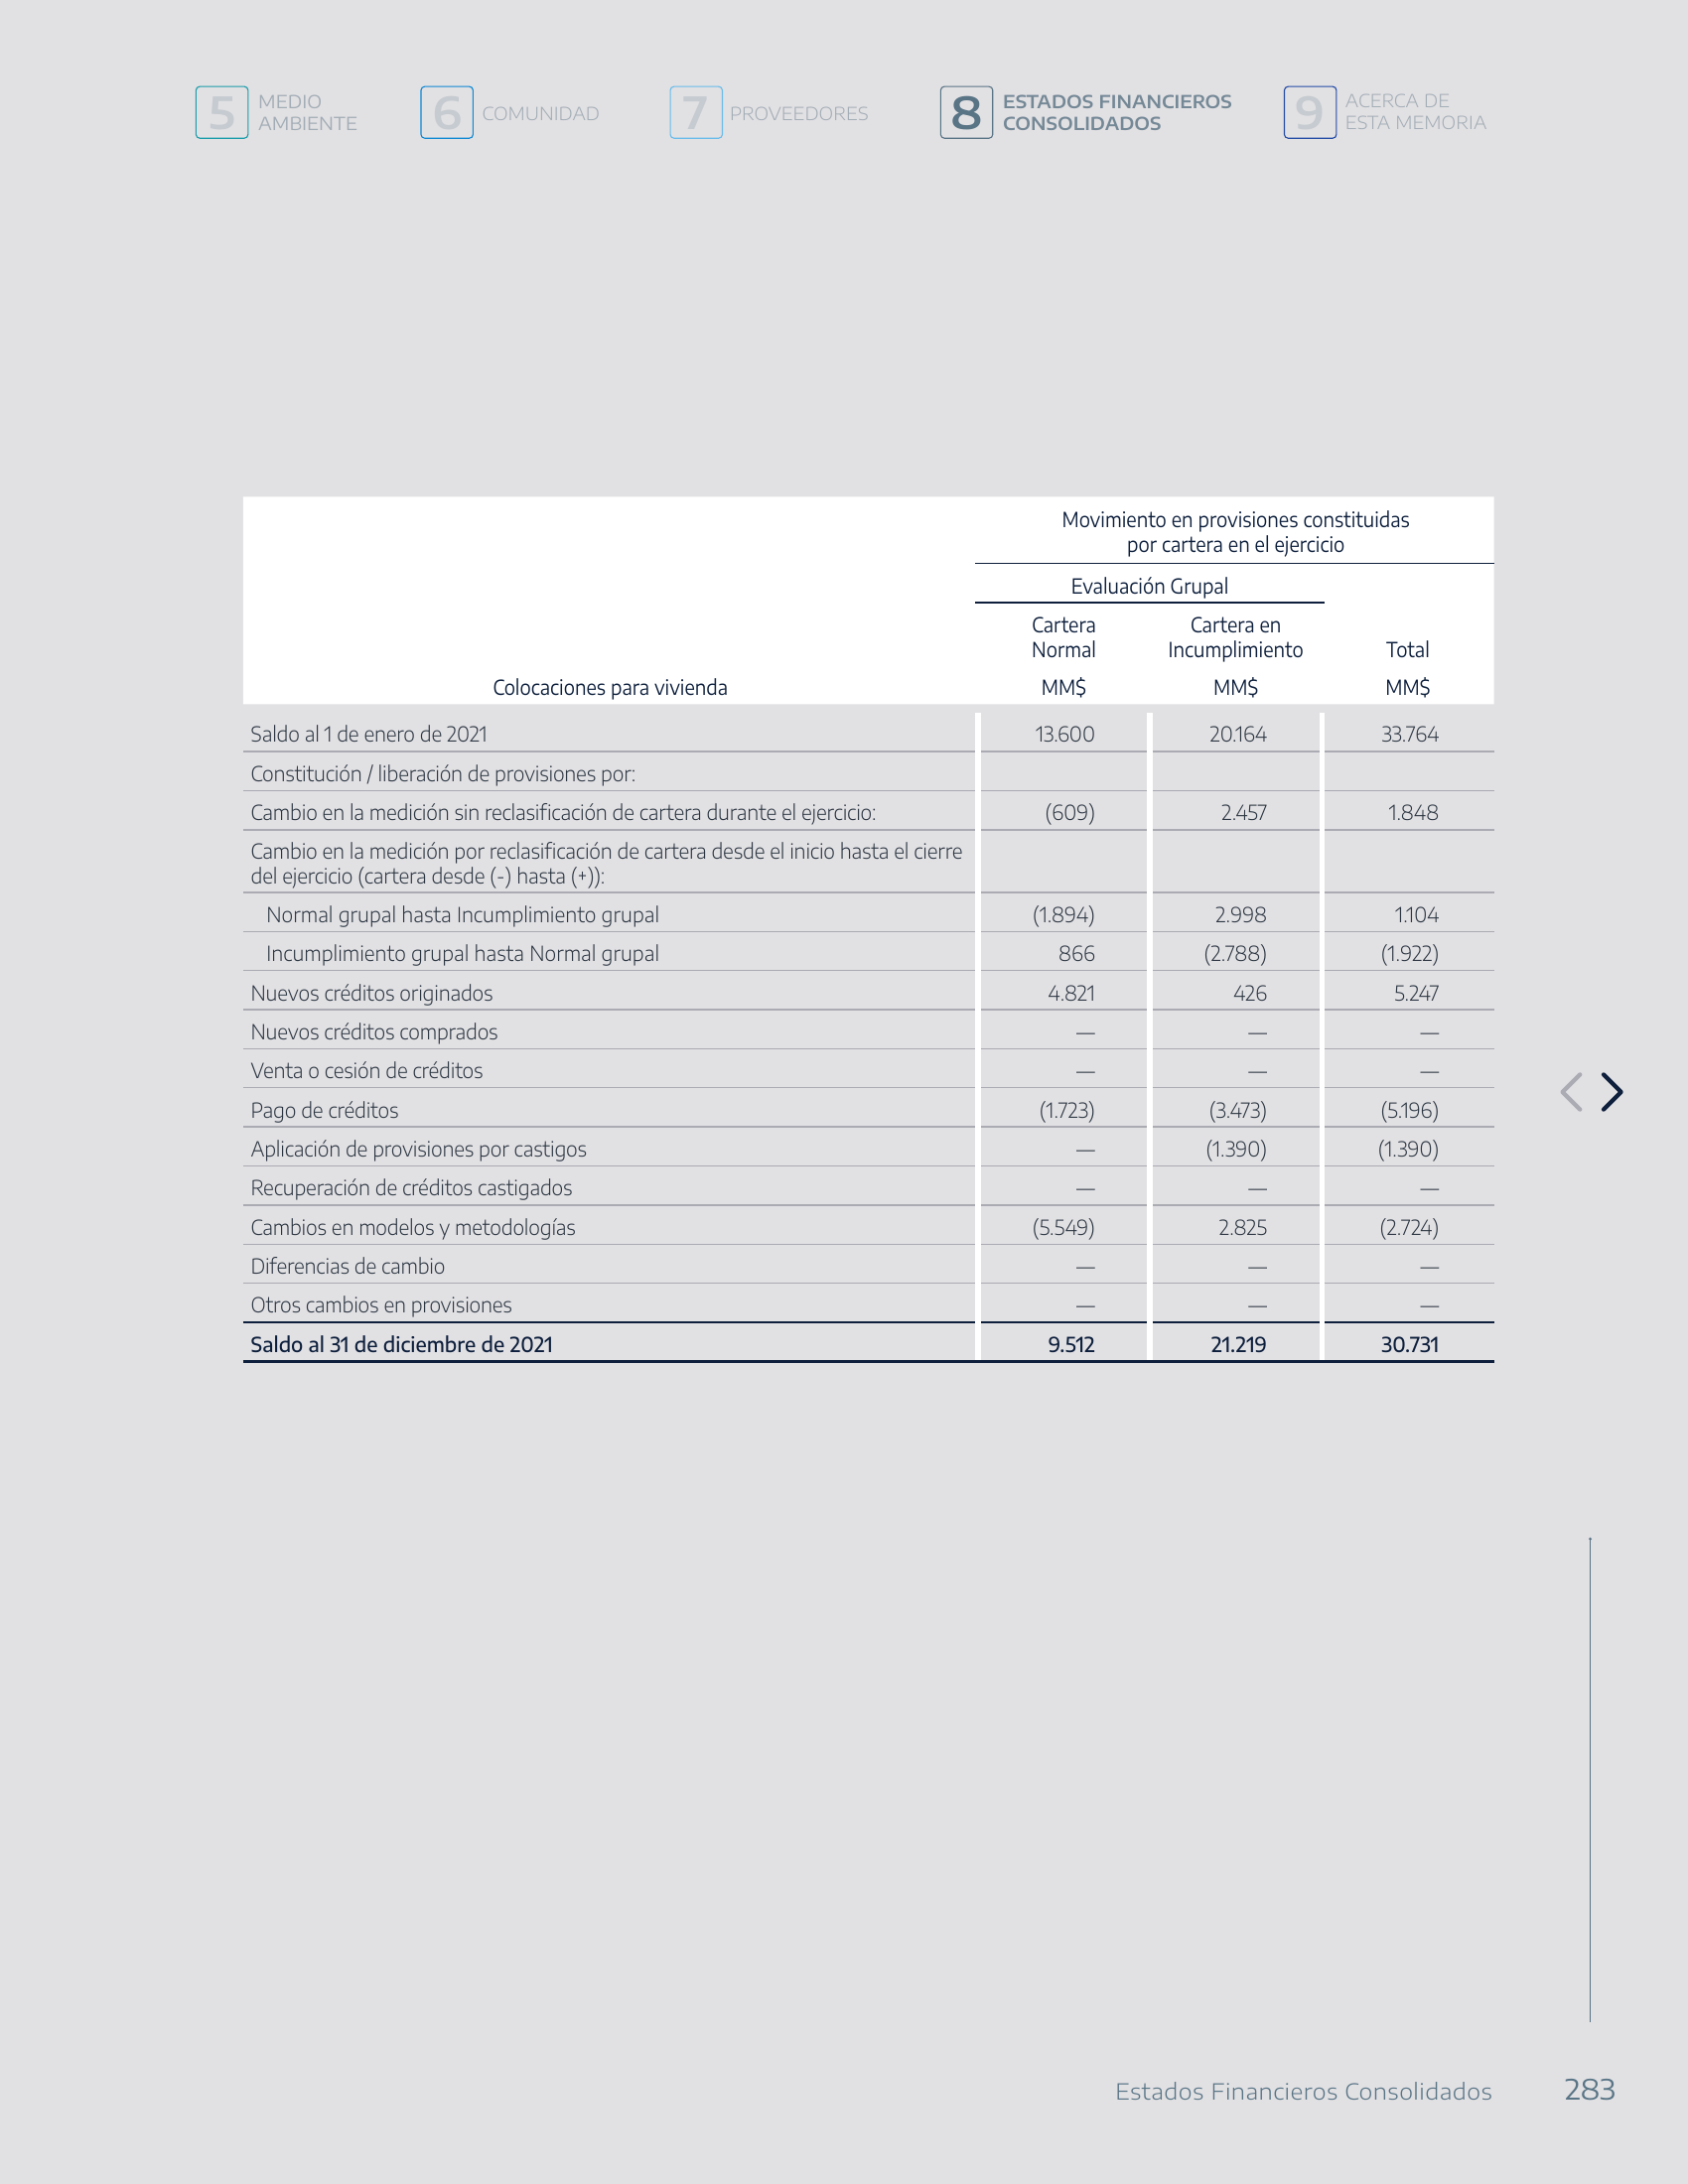 5 MEDIO AMBIENTE
6 COMUNIDAD
7 PROVEEDORES
8 ESTADOS FINANCIEROS CONSOLIDADOS
9 ACERCA DE ESTA MEMORIA
Movimiento en provisiones constituidas
por cartera en el ejercicio
Evaluación Grupal
Cartera Normal
Cartera en Incumplimiento
Total
Colocaciones para vivienda MM$ MM$ MM$
Saldo al 1 de enero de 2021 13.600 20.164 33.764
Constitución / liberación de provisiones por:
Cambio en la medición sin reclasificación de cartera durante el ejercicio: (609) 2.457 1.848
Cambio en la medición por reclasificación de cartera desde el inicio hasta el cierre
del ejercicio (cartera desde (-) hasta (+)):
Normal grupal hasta Incumplimiento grupal (1.894) 2.998 1.104
Incumplimiento grupal hasta Normal grupal 866 (2.788) (1.922)
Nuevos créditos originados 4.821 426 5.247
Nuevos créditos comprados — — —
Venta o cesión de créditos — — —
Pago de créditos (1.723) (3.473) (5.196)
Aplicación de provisiones por castigos — (1.390) (1.390)
Recuperación de créditos castigados — — —
Cambios en modelos y metodologías (5.549) 2.825 (2.724)
Diferencias de cambio — — —
Otros cambios en provisiones — — —
Saldo al 31 de diciembre de 2021 9.512 21.219 30.731
Estados Financieros Consolidados 283